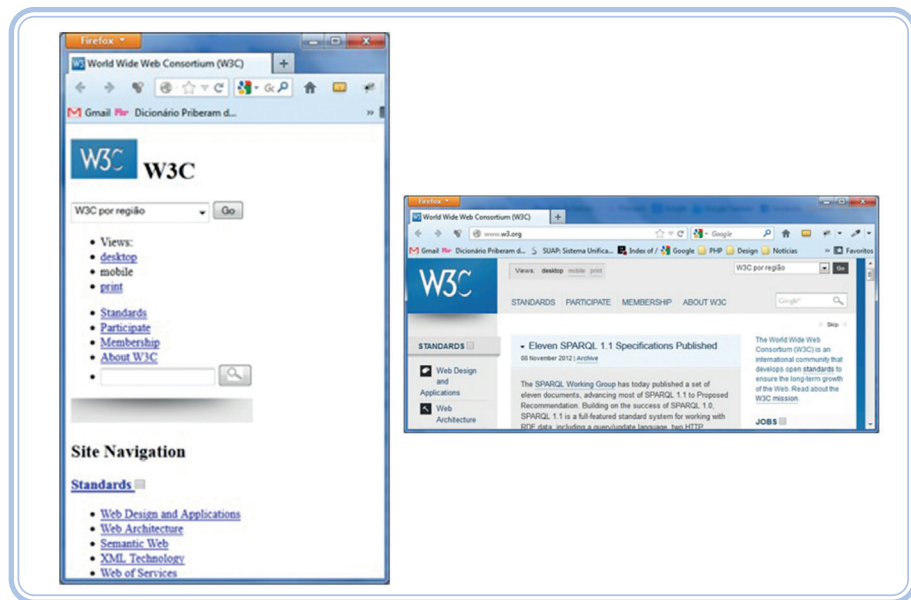 Firefox
World Wide Web Consortium (W3C)
Gmail
Dicionário Priberam d...
W3C W3C
W3C por região Go
Views:
desktop
mobile
print
Standards
Participate
Membership
About W3C
Site Navigation
Standards
Web Design and Applications
Web Architecture
Semantic Web
XML Technology
Web of Services
Firefox
World Wide Web Consortium (W3C)
www.w3.org Google
Gmail Dicionário Priberam d... SUAP: Sistema Unifica... Index of / Google PHP Design Notícias Favoritos
W3C
Views: desktop mobile print
W3C por região Go
STANDARDS PARTICIPATE MEMBERSHIP ABOUT W3C
Google
Skip
STANDARDS
Web Design
and
Applications
Web
Architecture
Eleven SPARQL 1.1 Specifications Published
08 November 2012 | Archive
The SPARQL Working Group has today published a set of
eleven documents, advancing most of SPARQL 1.1 to Proposed
Recommendation. Building on the success of SPARQL 1.0,
SPARQL 1.1 is a full-featured standard system for working with
RDF data, including a query/update language, two HTTP
The World Wide Web
Consortium (W3C) is an
international community that
develops open standards to
ensure the long-term growth
of the Web. Read about the
W3C mission.
JOBS